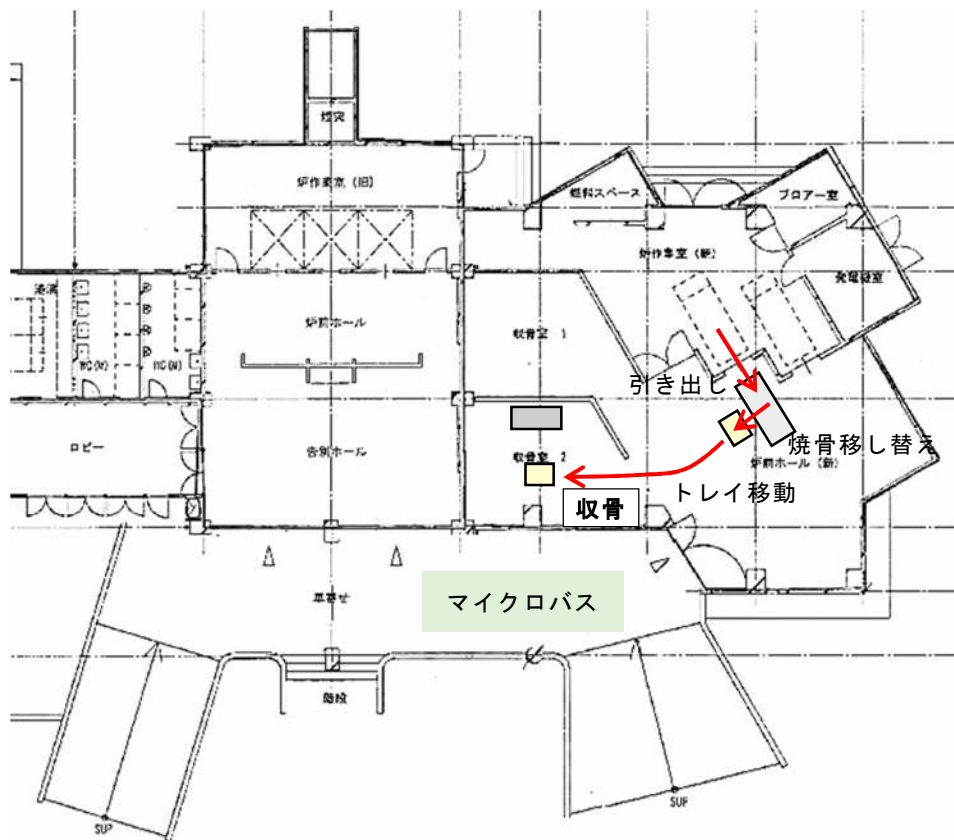 煙突
炉作業室 (旧)
燃料スペース
ブロアー室
炉作業室 (新)
発電機室
湯沸
WC(W)
WC(M)
炉前ホール
収骨室 1
引き出し
焼骨移し替え
炉前ホール (新)
ロビー
告別ホール
収骨室 2
トレイ移動
収骨
車寄せ
マイクロバス
階段
SUP
SUP